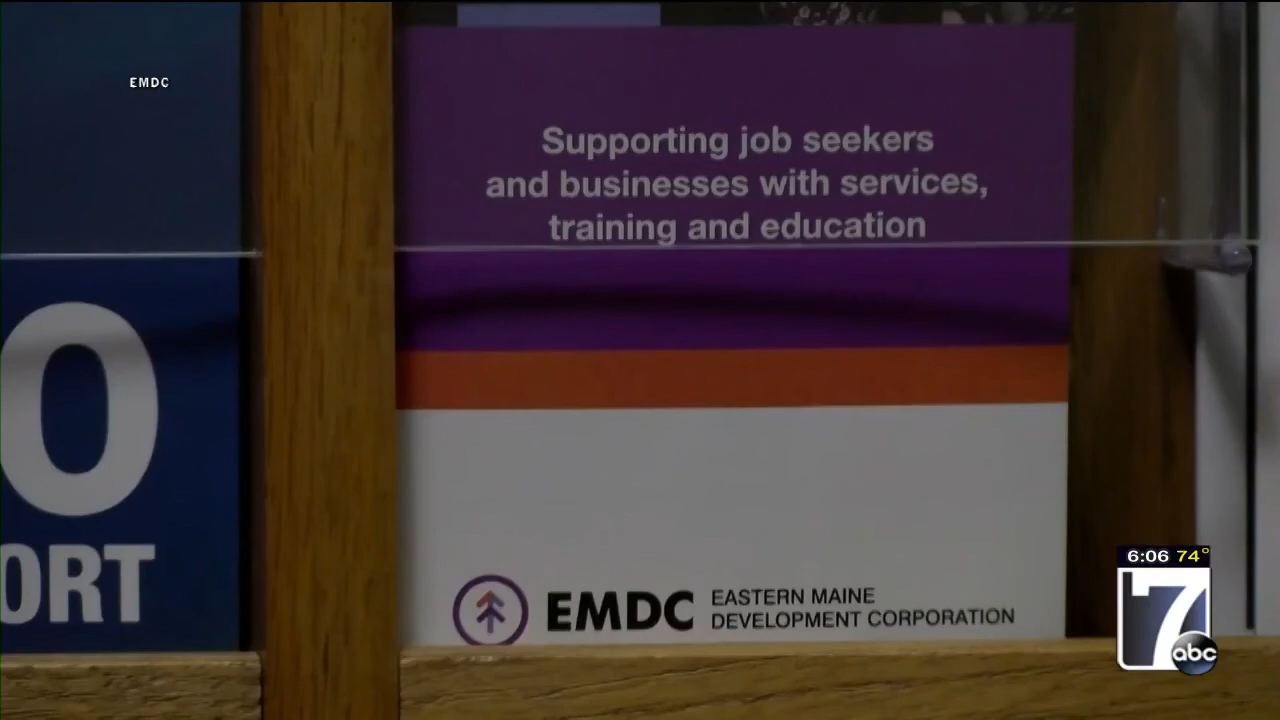 EMDC
Supporting job seekers
and businesses with services,
training and education
O
ORT
EMDC
EASTERN MAINE
DEVELOPMENT CORPORATION
6:06 74°
7
abc